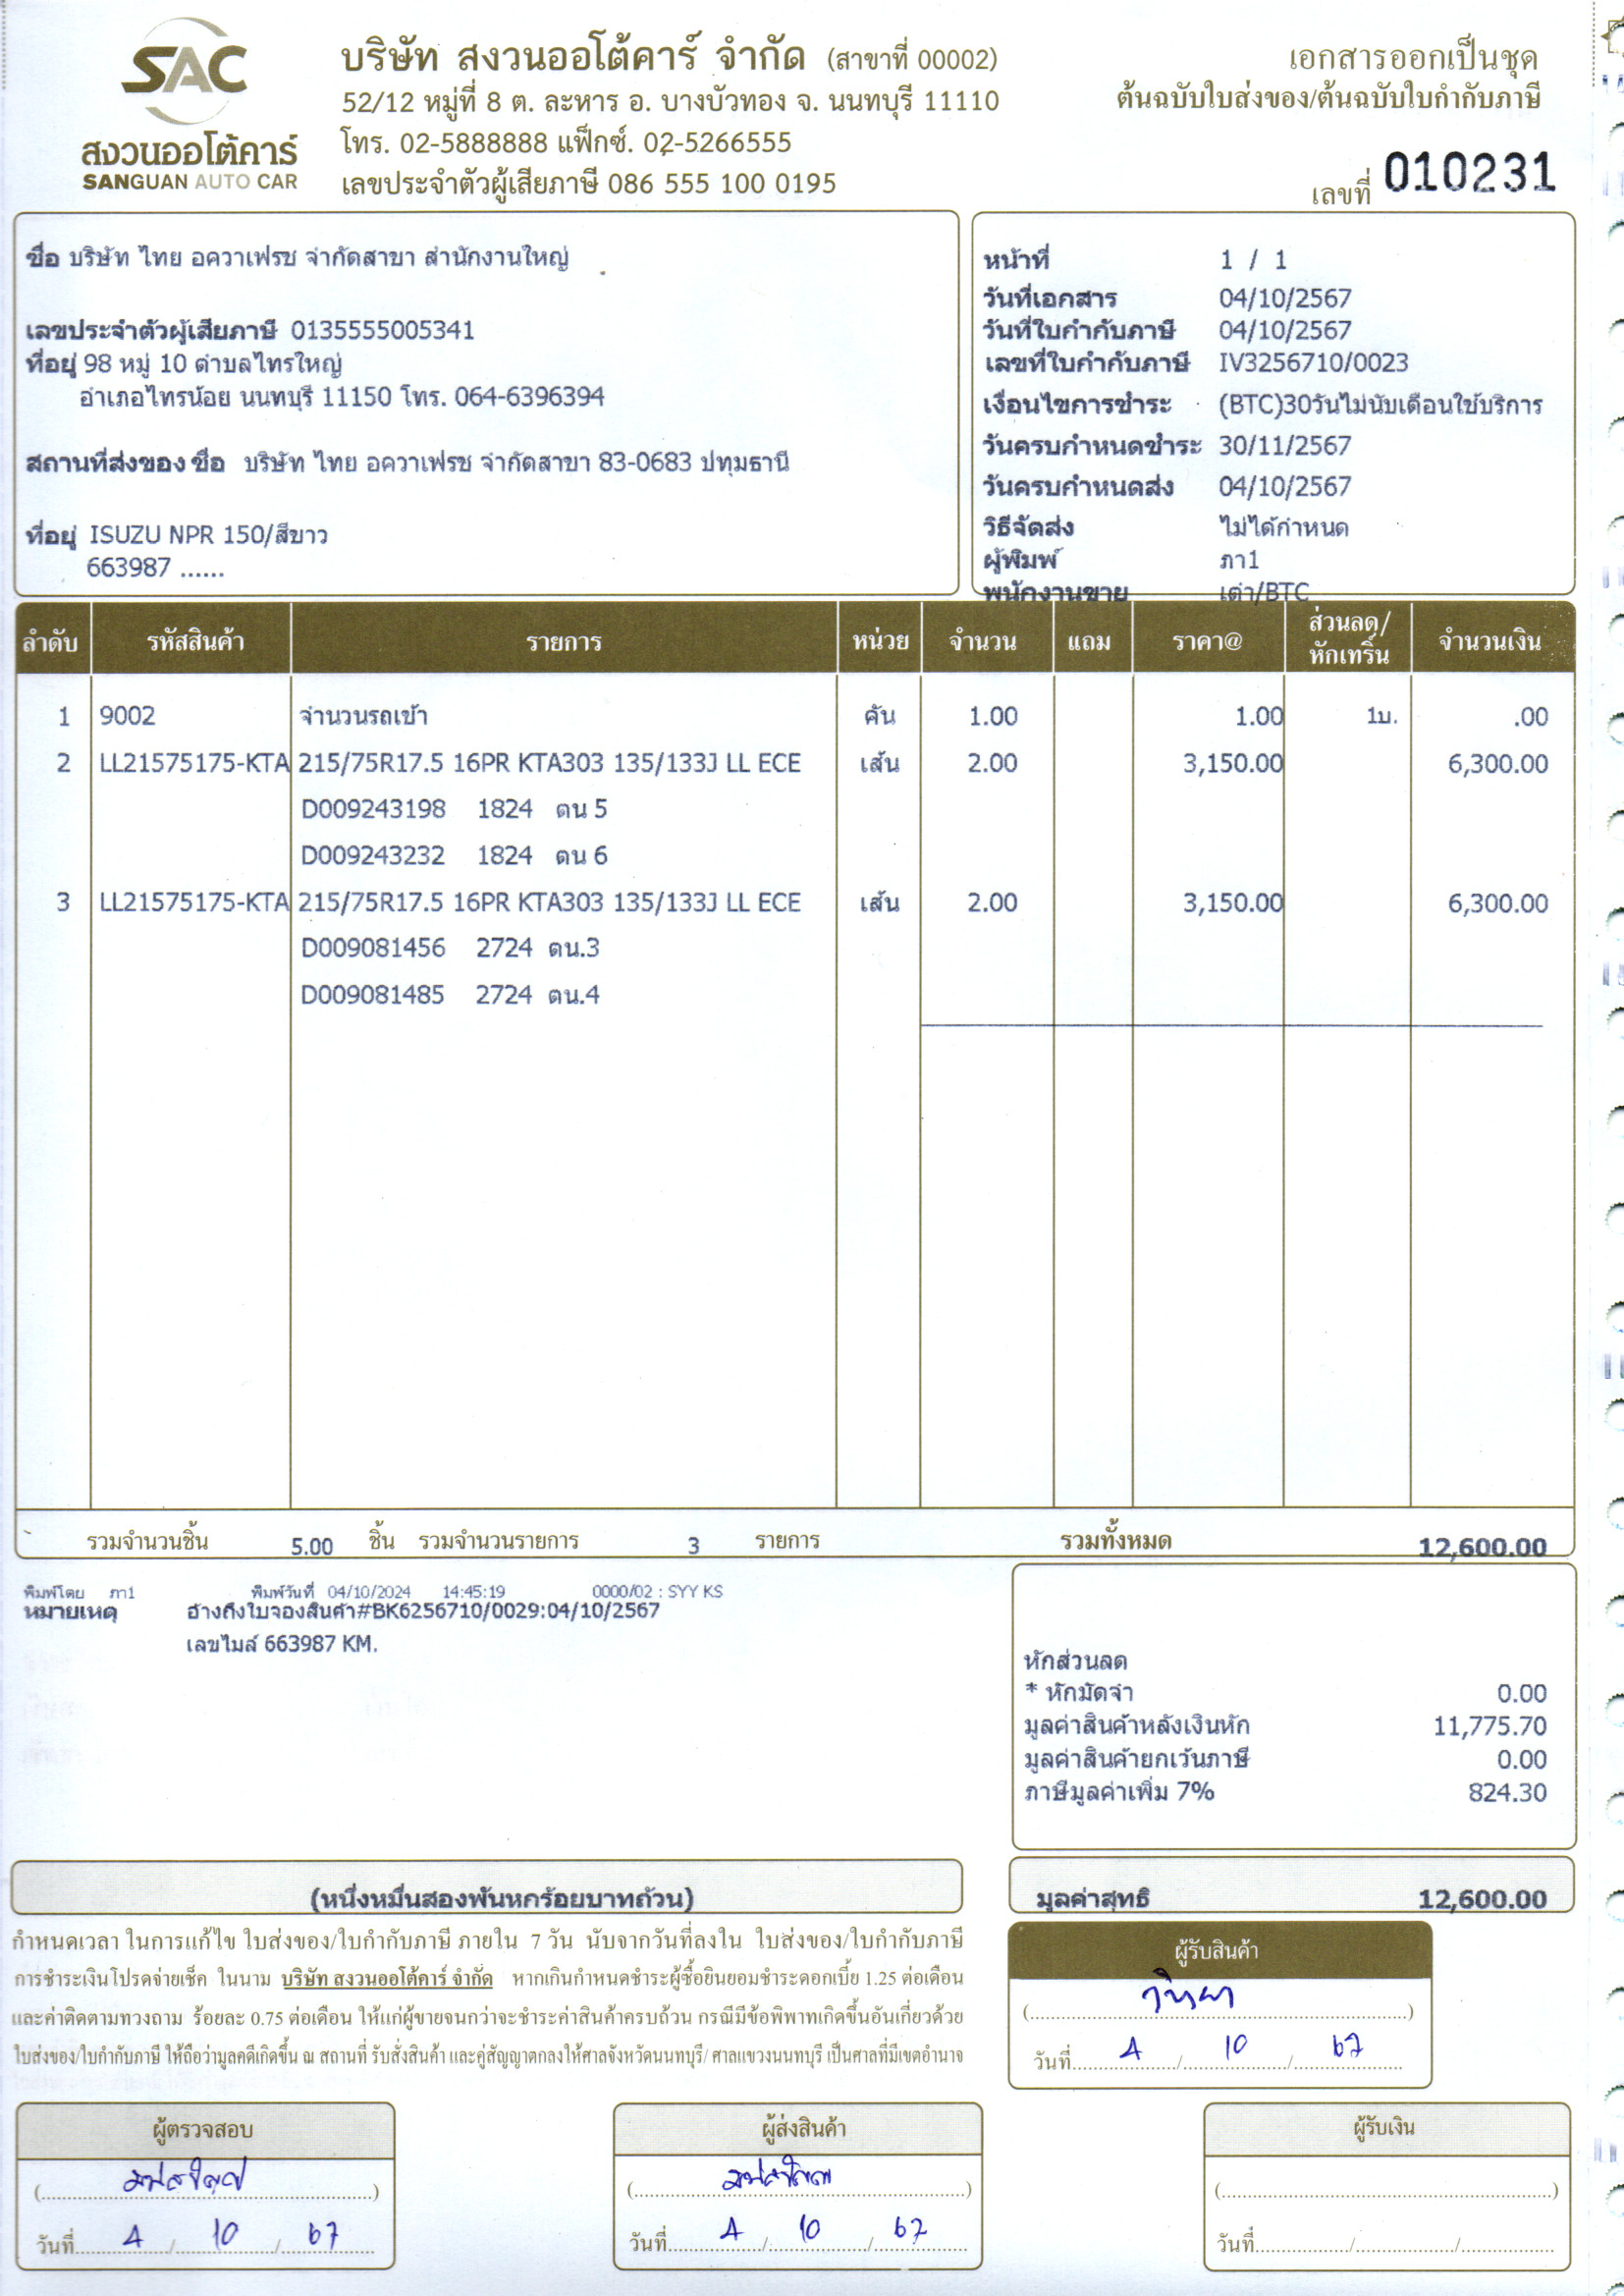 SAC
สงวนออโต้คาร์
SANGUAN AUTO CAR
บริษัท สงวนออโต้คาร์ จำกัด (สาขาที่ 00002)
52/12 หมู่ที่ 8 ต. ละหาร อ. บางบัวทอง จ. นนทบุรี 11110
โทร. 02-5888888 แฟ็กซ์. 02-5266555
เลขประจำตัวผู้เสียภาษี 086 555 100 0195
เอกสารออกเป็นชุด
ต้นฉบับใบส่งของ/ต้นฉบับใบกำกับภาษี
เลขที่ 010231
ชื่อ บริษัท ไทย อควาเฟรช จำกัดสาขา สำนักงานใหญ่
เลขประจำตัวผู้เสียภาษี 0135555005341
ที่อยู่ 98 หมู่ 10 ตำบลไทรใหญ่
อำเภอไทรน้อย นนทบุรี 11150 โทร. 064-6396394
สถานที่ส่งของ ชื่อ บริษัท ไทย อควาเฟรช จำกัดสาขา 83-0683 ปทุมธานี
ที่อยู่ ISUZU NPR 150/สีขาว
663987 ......
หน้าที่ 1 / 1
วันที่เอกสาร 04/10/2567
วันที่ใบกำกับภาษี 04/10/2567
เลขที่ใบกำกับภาษี IV3256710/0023
เงื่อนไขการชำระ (BTC)30วันไม่นับเดือนใช้บริการ
วันครบกำหนดชำระ 30/11/2567
วันครบกำหนดส่ง 04/10/2567
วิธีจัดส่ง ไม่ได้กำหนด
ผู้พิมพ์ ภา1
พนักงานขาย เต่า/BTC
ลำดับ รหัสสินค้า รายการ หน่วย จำนวน แถม ราคา@ ส่วนลด/หักเทริ์น จำนวนเงิน
1 9002 จำนวนรถเข้า คัน 1.00 1.00 1บ. .00
2 LL21575175-KTA 215/75R17.5 16PR KTA303 135/133J LL ECE เส้น 2.00 3,150.00 6,300.00
D009243198 1824 ตน 5
D009243232 1824 ตน 6
3 LL21575175-KTA 215/75R17.5 16PR KTA303 135/133J LL ECE เส้น 2.00 3,150.00 6,300.00
D009081456 2724 ตน.3
D009081485 2724 ตน.4
รวมจำนวนชิ้น 5.00 ชิ้น รวมจำนวนรายการ 3 รายการ รวมทั้งหมด 12,600.00
พิมพ์โดย ภา1 พิมพ์วันที่ 04/10/2024 14:45:19 0000/02 : SYY KS
หมายเหตุ อ้างถึงใบจองสินค้า#BK6256710/0029:04/10/2567
เลขไมล์ 663987 KM.
หักส่วนลด
* หักมัดจำ 0.00
มูลค่าสินค้าหลังเงินหัก 11,775.70
มูลค่าสินค้ายกเว้นภาษี 0.00
ภาษีมูลค่าเพิ่ม 7% 824.30
(หนึ่งหมื่นสองพันหกร้อยบาทถ้วน)
มูลค่าสุทธิ 12,600.00
กำหนดเวลา ในการแก้ไข ใบส่งของ/ใบกำกับภาษี ภายใน 7 วัน นับจากวันที่ลงใน ใบส่งของ/ใบกำกับภาษี
การชำระเงินโปรดจ่ายเช็ค ในนาม บริษัท สงวนออโต้คาร์ จำกัด หากเกินกำหนดชำระผู้ซื้อยินยอมชำระดอกเบี้ย 1.25 ต่อเดือน
และค่าติดตามทวงถาม ร้อยละ 0.75 ต่อเดือน ให้แก่ผู้ขายจนกว่าจะชำระค่าสินค้าครบถ้วน กรณีมีข้อพิพาทเกิดขึ้นอันเกี่ยวด้วย
ใบส่งของ/ใบกำกับภาษี ให้ถือว่ามูลคดีเกิดขึ้น ณ สถานที่ รับสั่งสินค้า และคู่สัญญาตกลงให้ศาลจังหวัดนนทบุรี/ ศาลแขวงนนทบุรี เป็นศาลที่มีเขตอำนาจ
ผู้รับสินค้า
วันที่ 4 / 10 / 67
ผู้ตรวจสอบ
วันที่ 4 / 10 / 67
ผู้ส่งสินค้า
วันที่ 4 / 10 / 67
ผู้รับเงิน
วันที่ / /